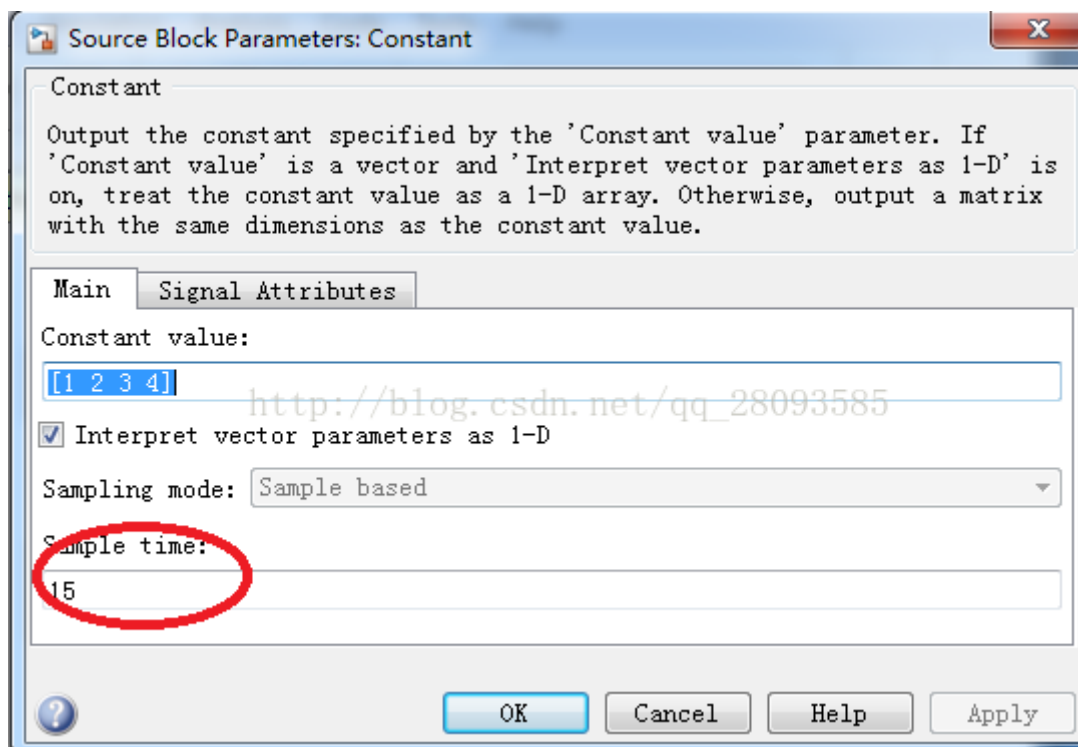 Source Block Parameters: Constant
Constant
Output the constant specified by the 'Constant value' parameter. If
'Constant value' is a vector and 'Interpret vector parameters as 1-D' is
on, treat the constant value as a 1-D array. Otherwise, output a matrix
with the same dimensions as the constant value.
Main Signal Attributes
Constant value:
[1 2 3 4]
http://blog.csdn.net/qq_28093585
Interpret vector parameters as 1-D
Sampling mode: Sample based
Sample time:
15
OK Cancel Help Apply